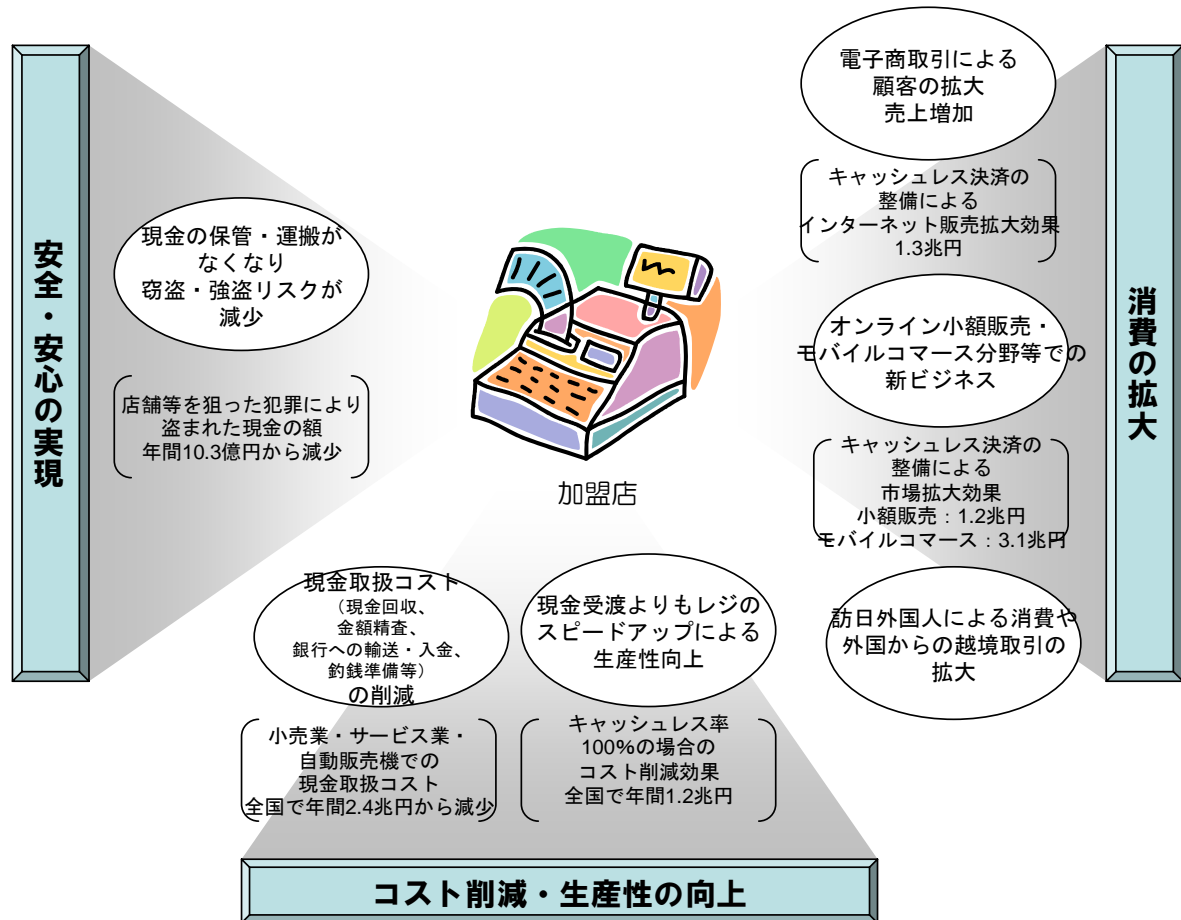 安全・安心の実現
現金の保管・運搬が
なくなり
窃盗・強盗リスクが
減少
店舗等を狙った犯罪により
盗まれた現金の額
年間10.3億円から減少
加盟店
電子商取引による
顧客の拡大
売上増加
キャッシュレス決済の
整備による
インターネット販売拡大効果
1.3兆円
オンライン小額販売・
モバイルコマース分野等での
新ビジネス
キャッシュレス決済の
整備による
市場拡大効果
小額販売：1.2兆円
モバイルコマース：3.1兆円
訪日外国人による消費や
外国からの越境取引の
拡大
消費の拡大
現金取扱コスト
（現金回収、
金額精査、
銀行への輸送・入金、
釣銭準備等）
の削減
小売業・サービス業・
自動販売機での
現金取扱コスト
全国で年間2.4兆円から減少
現金受渡よりもレジの
スピードアップによる
生産性向上
キャッシュレス率
100%の場合の
コスト削減効果
全国で年間1.2兆円
コスト削減・生産性の向上